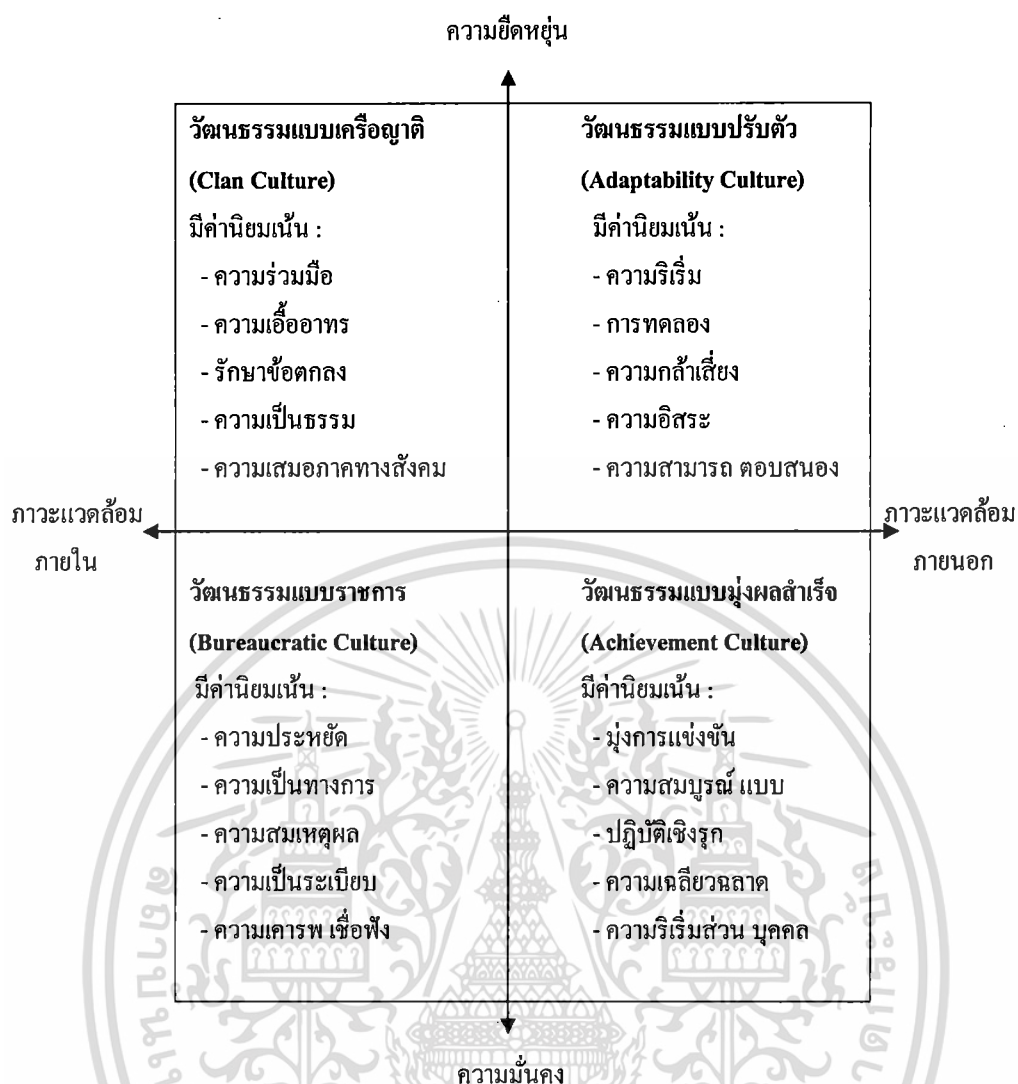 ความยืดหยุ่น
วัฒนธรรมแบบเครือญาติ
(Clan Culture)
มีค่านิยมเน้น :
- ความร่วมมือ
- ความเอื้ออาทร
- รักษาข้อตกลง
- ความเป็นธรรม
- ความเสมอภาคทางสังคม
วัฒนธรรมแบบปรับตัว
(Adaptability Culture)
มีค่านิยมเน้น :
- ความริเริ่ม
- การทดลอง
- ความกล้าเสี่ยง
- ความอิสระ
- ความสามารถ ตอบสนอง
ภาวะแวดล้อม
ภายใน
ภาวะแวดล้อม
ภายนอก
วัฒนธรรมแบบราชการ
(Bureaucratic Culture)
มีค่านิยมเน้น :
- ความประหยัด
- ความเป็นทางการ
- ความสมเหตุผล
- ความเป็นระเบียบ
- ความเคารพ เชื่อฟัง
วัฒนธรรมแบบมุ่งผลสำเร็จ
(Achievement Culture)
มีค่านิยมเน้น :
- มุ่งการแข่งขัน
- ความสมบูรณ์ แบบ
- ปฏิบัติเชิงรุก
- ความเฉลียวฉลาด
- ความริเริ่มส่วน บุคคล
ความมั่นคง